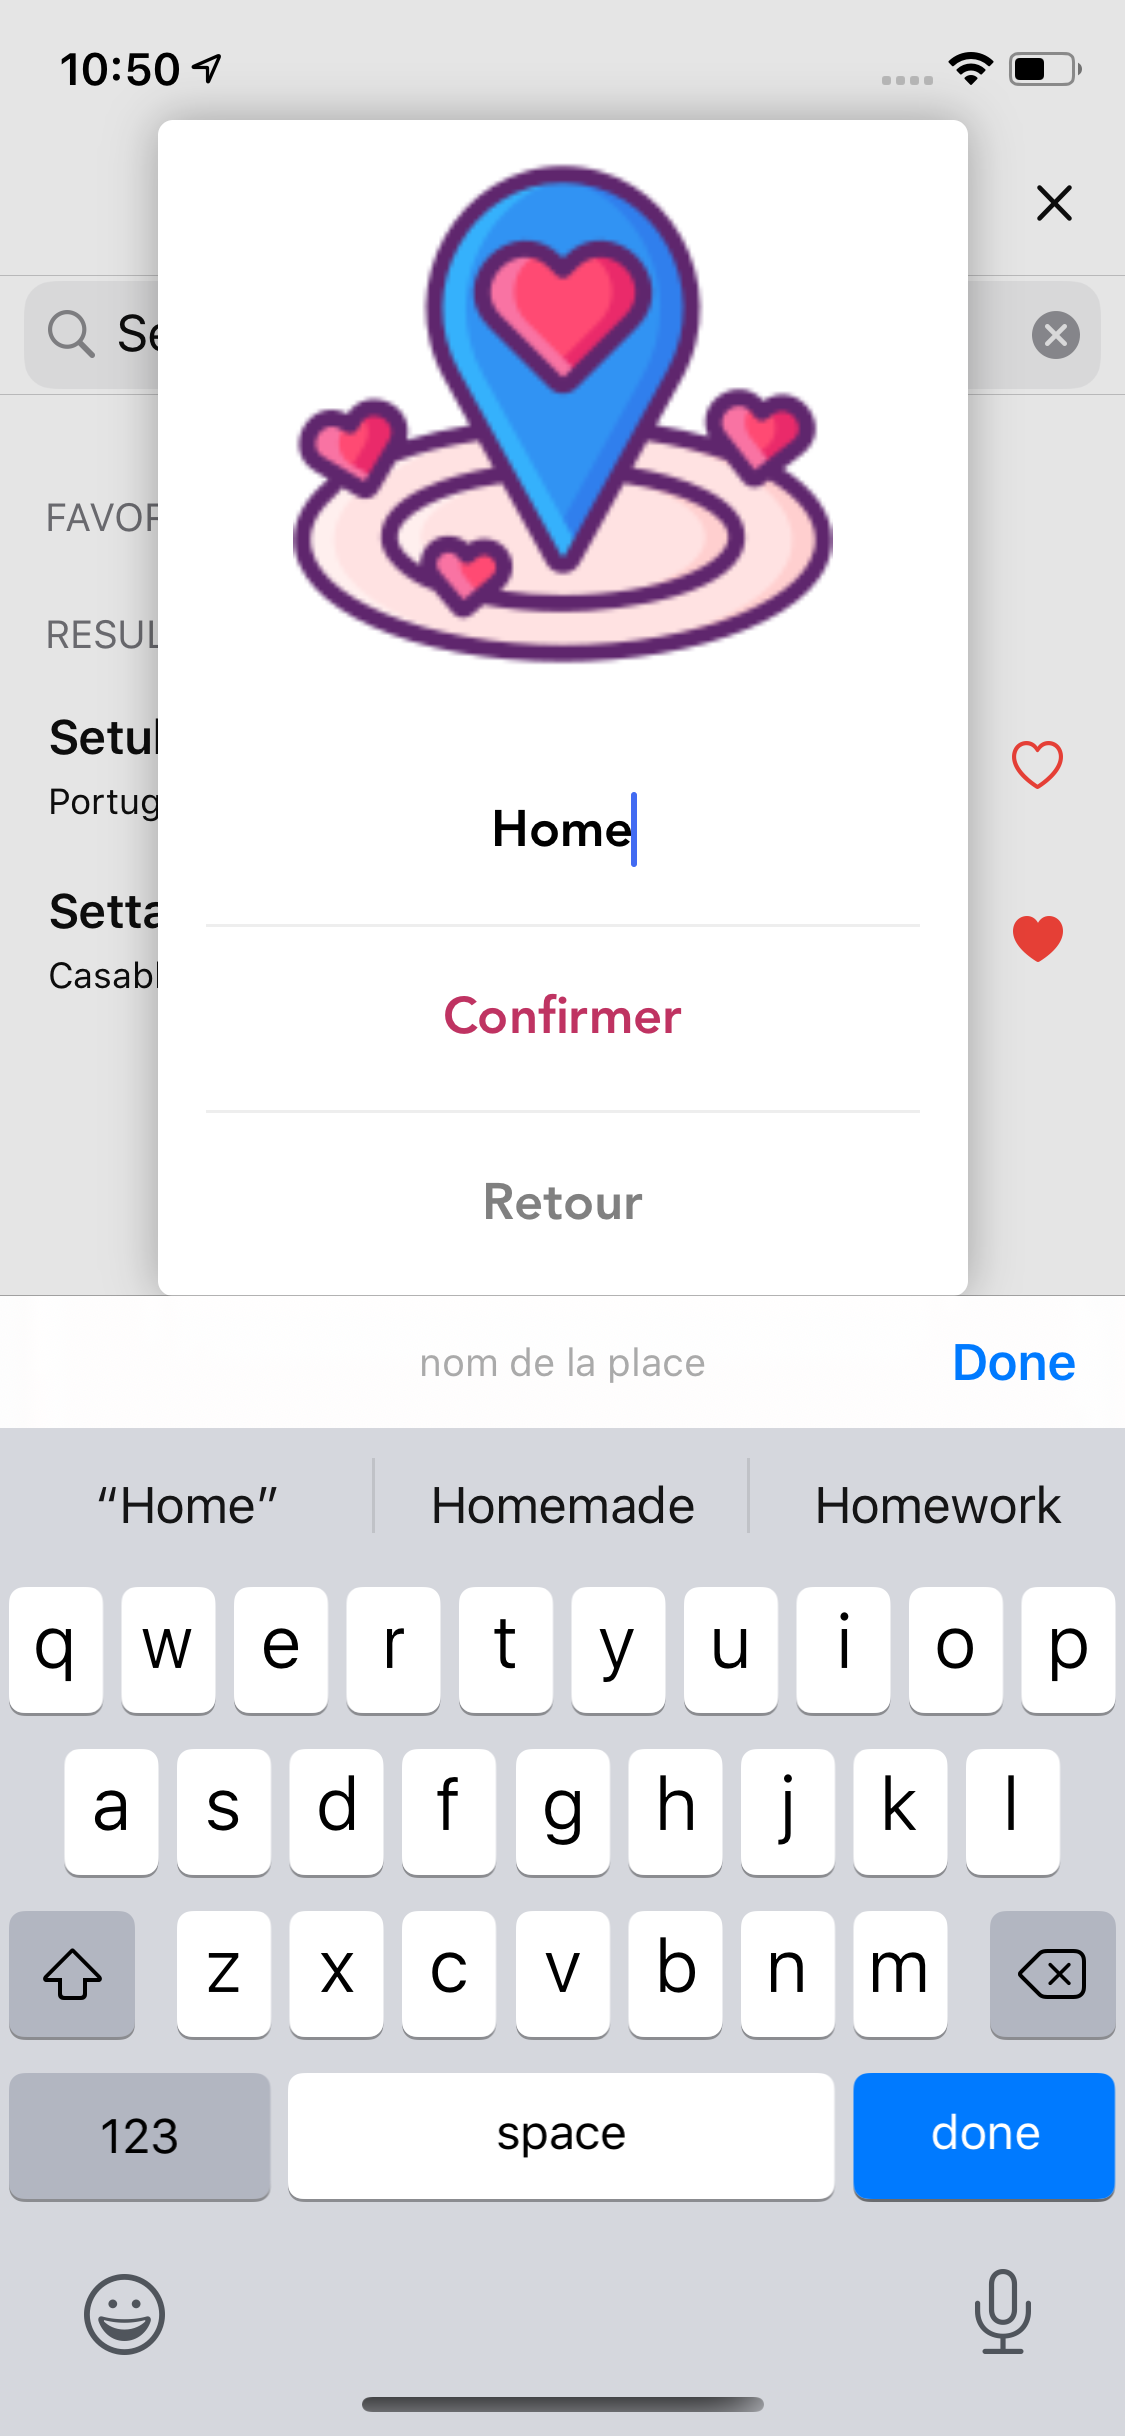 10:50
Se
FAVOR
RESUL
Setul
Portug
Setta
Casabl
Home
Confirmer
Retour
nom de la place Done
“Home” Homemade Homework
q w e r t y u i o p
a s d f g h j k l
z x c v b n m
123 space done